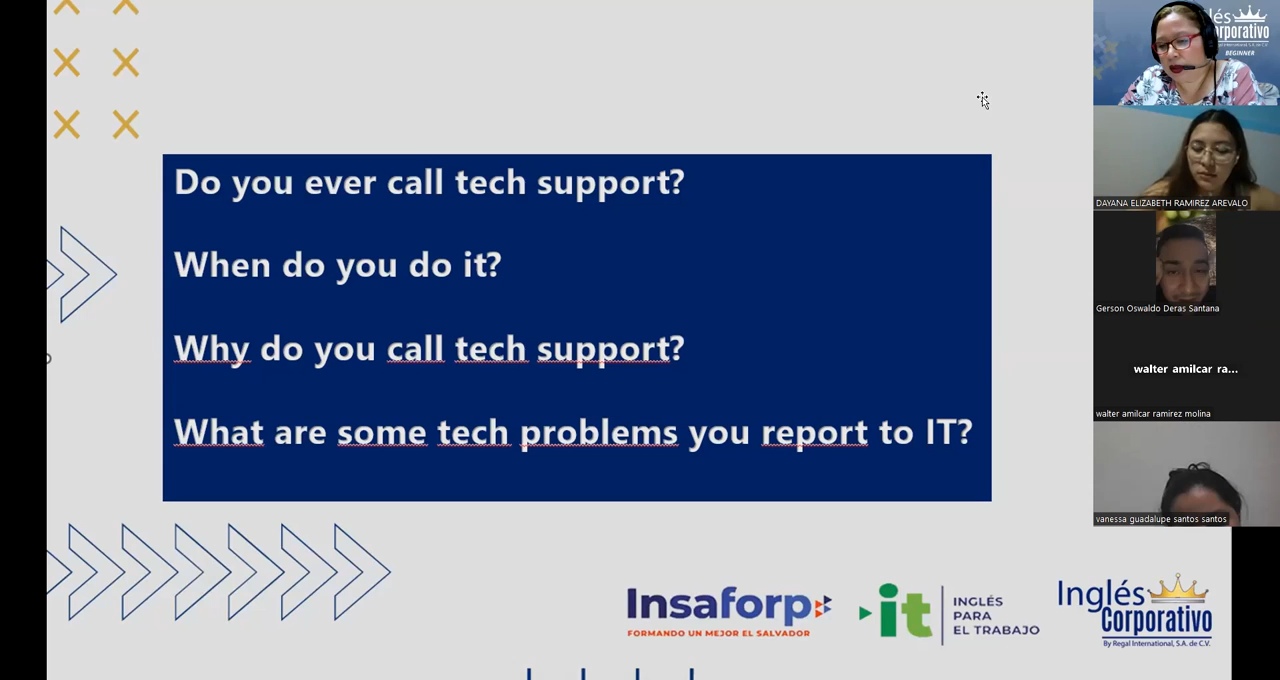 Do you ever call tech support?
When do you do it?
Why do you call tech support?
What are some tech problems you report to IT?
Insaforp
FORMANDO UN MEJOR EL SALVADOR
it
INGLÉS
PARA
EL TRABAJO
Inglés
Corporativo
By Regal International, S.A. de C.V.
lés
orporativo
BEGINNER
DAYANA ELIZABETH RAMIREZ AREVALO
Gerson Oswaldo Deras Santana
walter amilcar ra...
walter amilcar ramirez molina
vanessa guadalupe santos santos